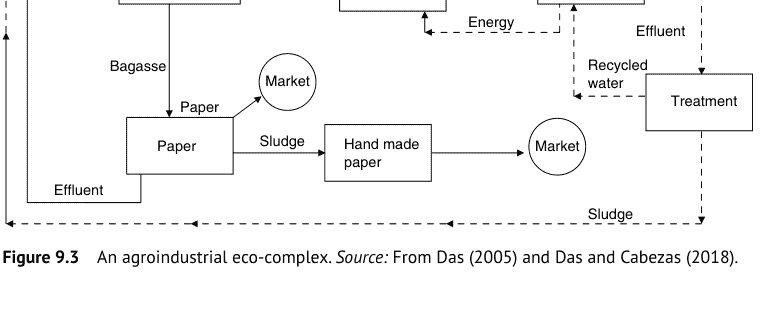 Energy
Effluent
Bagasse
Market
Recycled
water
Treatment
Paper
Paper
Sludge
Hand made
paper
Market
Effluent
Sludge
Figure 9.3 An agroindustrial eco-complex. Source: From Das (2005) and Das and Cabezas (2018).